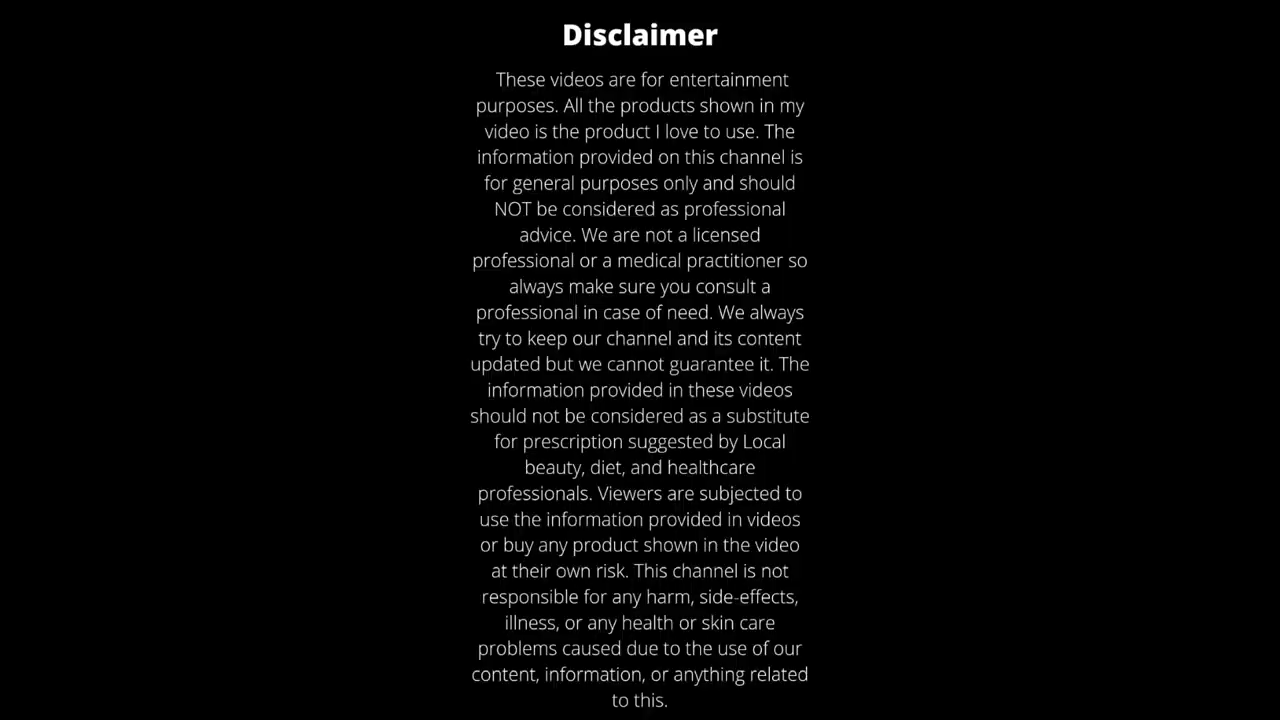 Disclaimer
These videos are for entertainment
purposes. All the products shown in my
video is the product I love to use. The
information provided on this channel is
for general purposes only and should
NOT be considered as professional
advice. We are not a licensed
professional or a medical practitioner so
always make sure you consult a
professional in case of need. We always
try to keep our channel and its content
updated but we cannot guarantee it. The
information provided in these videos
should not be considered as a substitute
for prescription suggested by Local
beauty, diet, and healthcare
professionals. Viewers are subjected to
use the information provided in videos
or buy any product shown in the video
at their own risk. This channel is not
responsible for any harm, side-effects,
illness, or any health or skin care
problems caused due to the use of our
content, information, or anything related
to this.